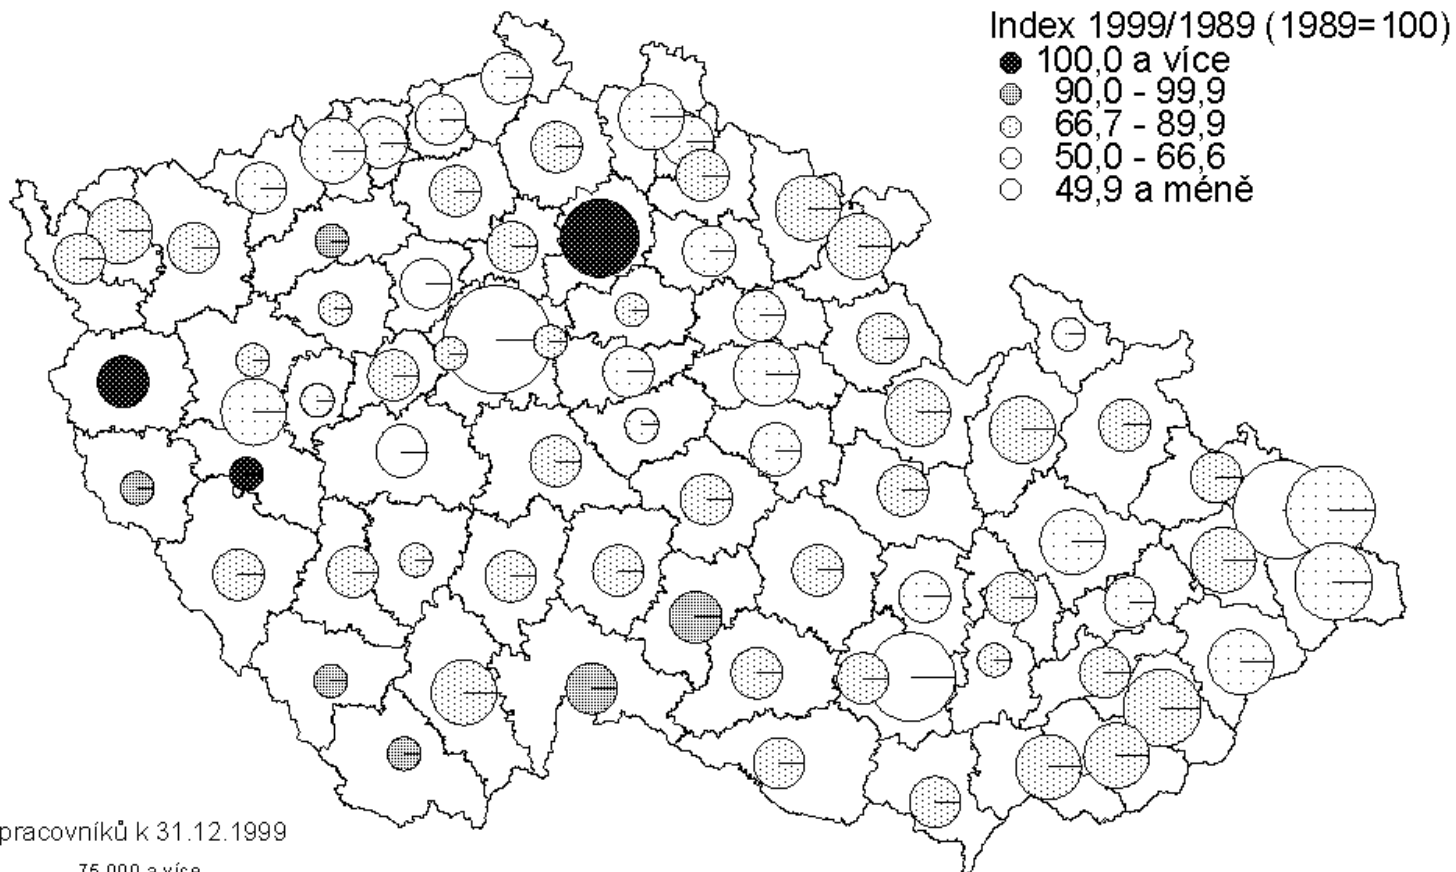 Index 1999/1989 (1989=100)
100,0 a více
90,0 - 99,9
66,7 - 89,9
50,0 - 66,6
49,9 a méně
pracovníků k 31.12.1999
75 000 a více